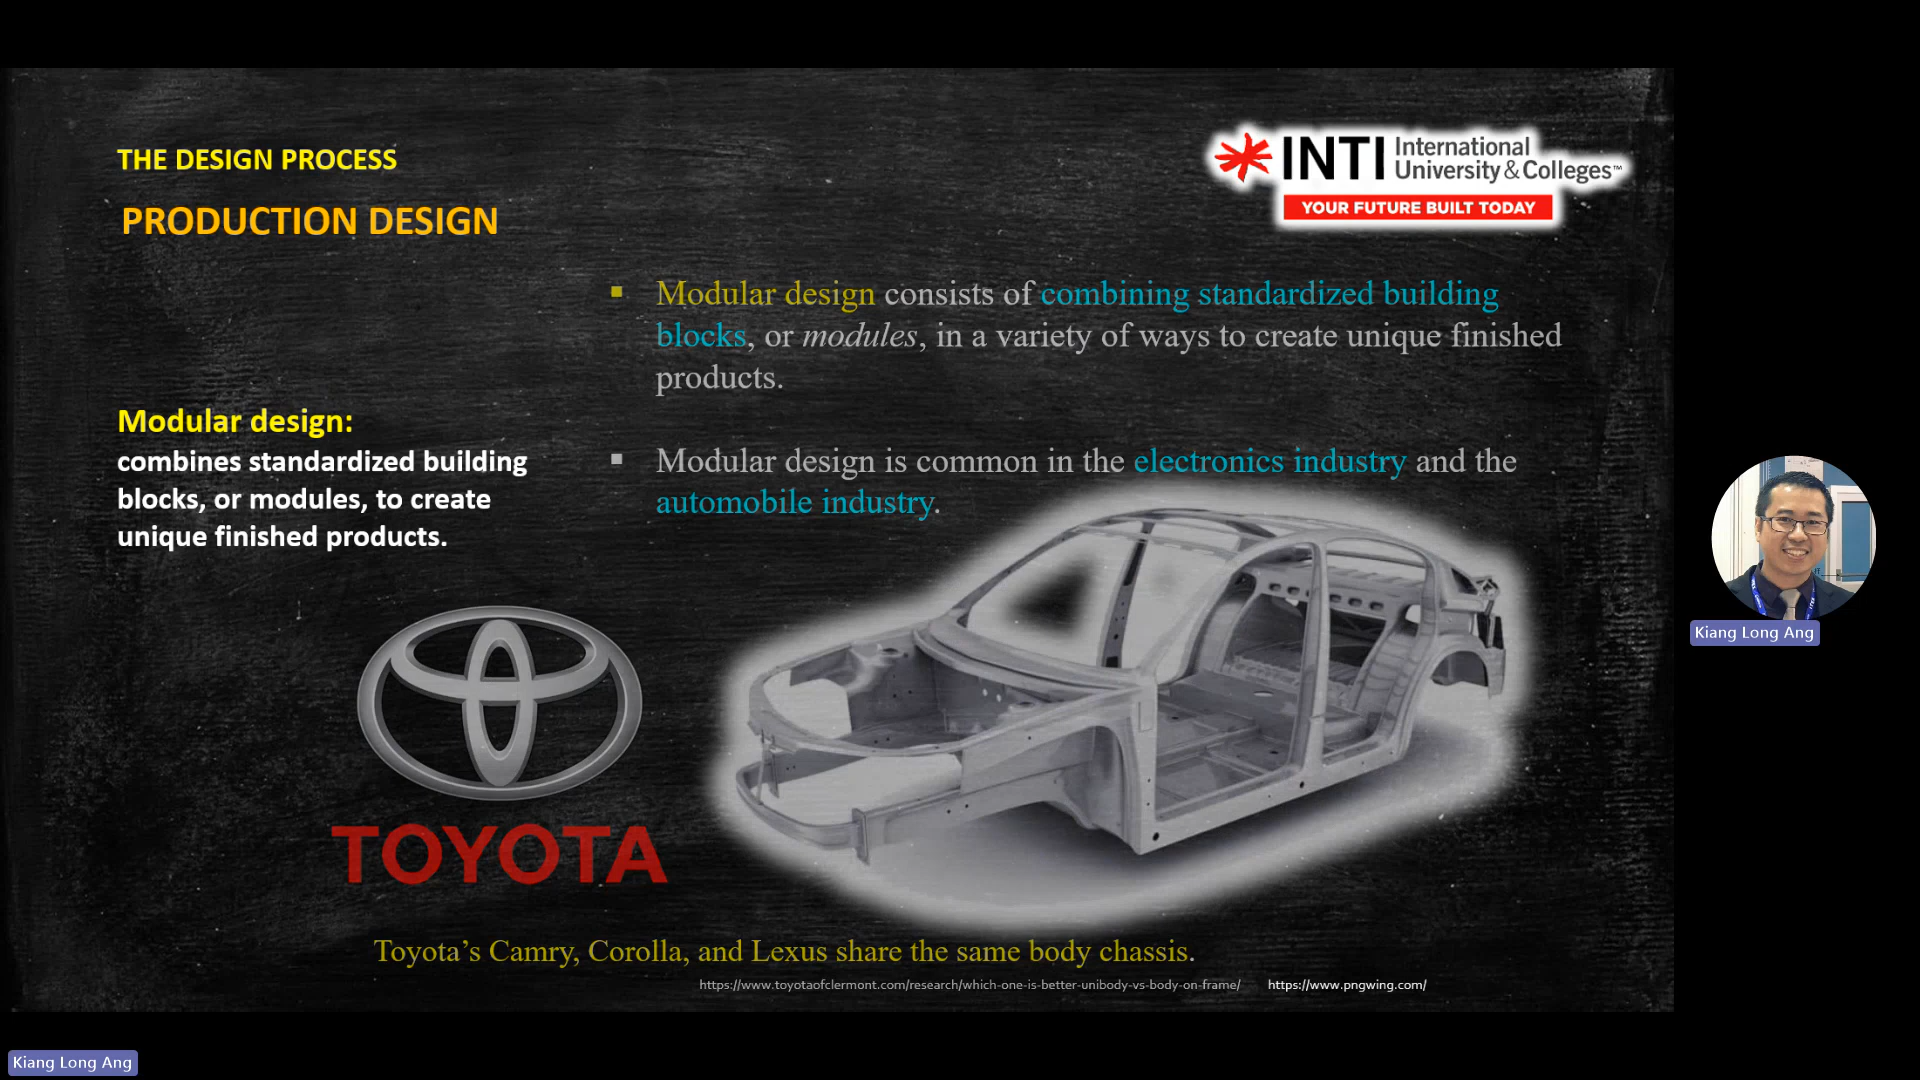 THE DESIGN PROCESS
PRODUCTION DESIGN
INTI International
University & Colleges™
YOUR FUTURE BUILT TODAY
▪ Modular design consists of combining standardized building
blocks, or modules, in a variety of ways to create unique finished
products.
▪ Modular design is common in the electronics industry and the
automobile industry.
Modular design:
combines standardized building
blocks, or modules, to create
unique finished products.
TOYOTA
Toyota’s Camry, Corolla, and Lexus share the same body chassis.
https://www.toyotaofclermont.com/research/which-one-is-better-unibody-vs-body-on-frame/ https://www.pngwing.com/
Kiang Long Ang
Kiang Long Ang